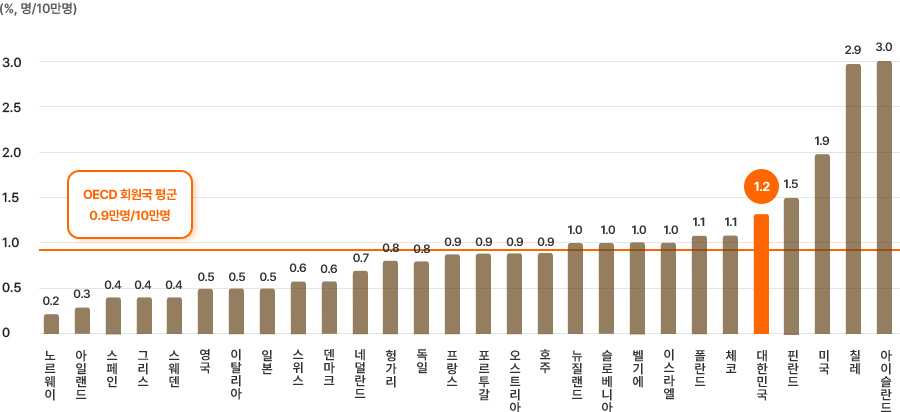 (%, 명/10만명)
3.0
2.5
2.0
1.5
1.0
0.5
0
OECD 회원국 평균
0.9만명/10만명
0.2
0.3
0.4
0.4
0.4
0.5
0.5
0.5
0.6
0.6
0.7
0.8
0.8
0.9
0.9
0.9
0.9
1.0
1.0
1.0
1.0
1.1
1.1
1.2
1.5
1.9
2.9
3.0
노르웨이
아일랜드
스페인
그리스
스웨덴
영국
이탈리아
일본
스위스
덴마크
네덜란드
헝가리
독일
프랑스
포르투갈
오스트리아
호주
뉴질랜드
슬로베니아
벨기에
이스라엘
폴란드
체코
대한민국
핀란드
미국
칠레
아이슬란드